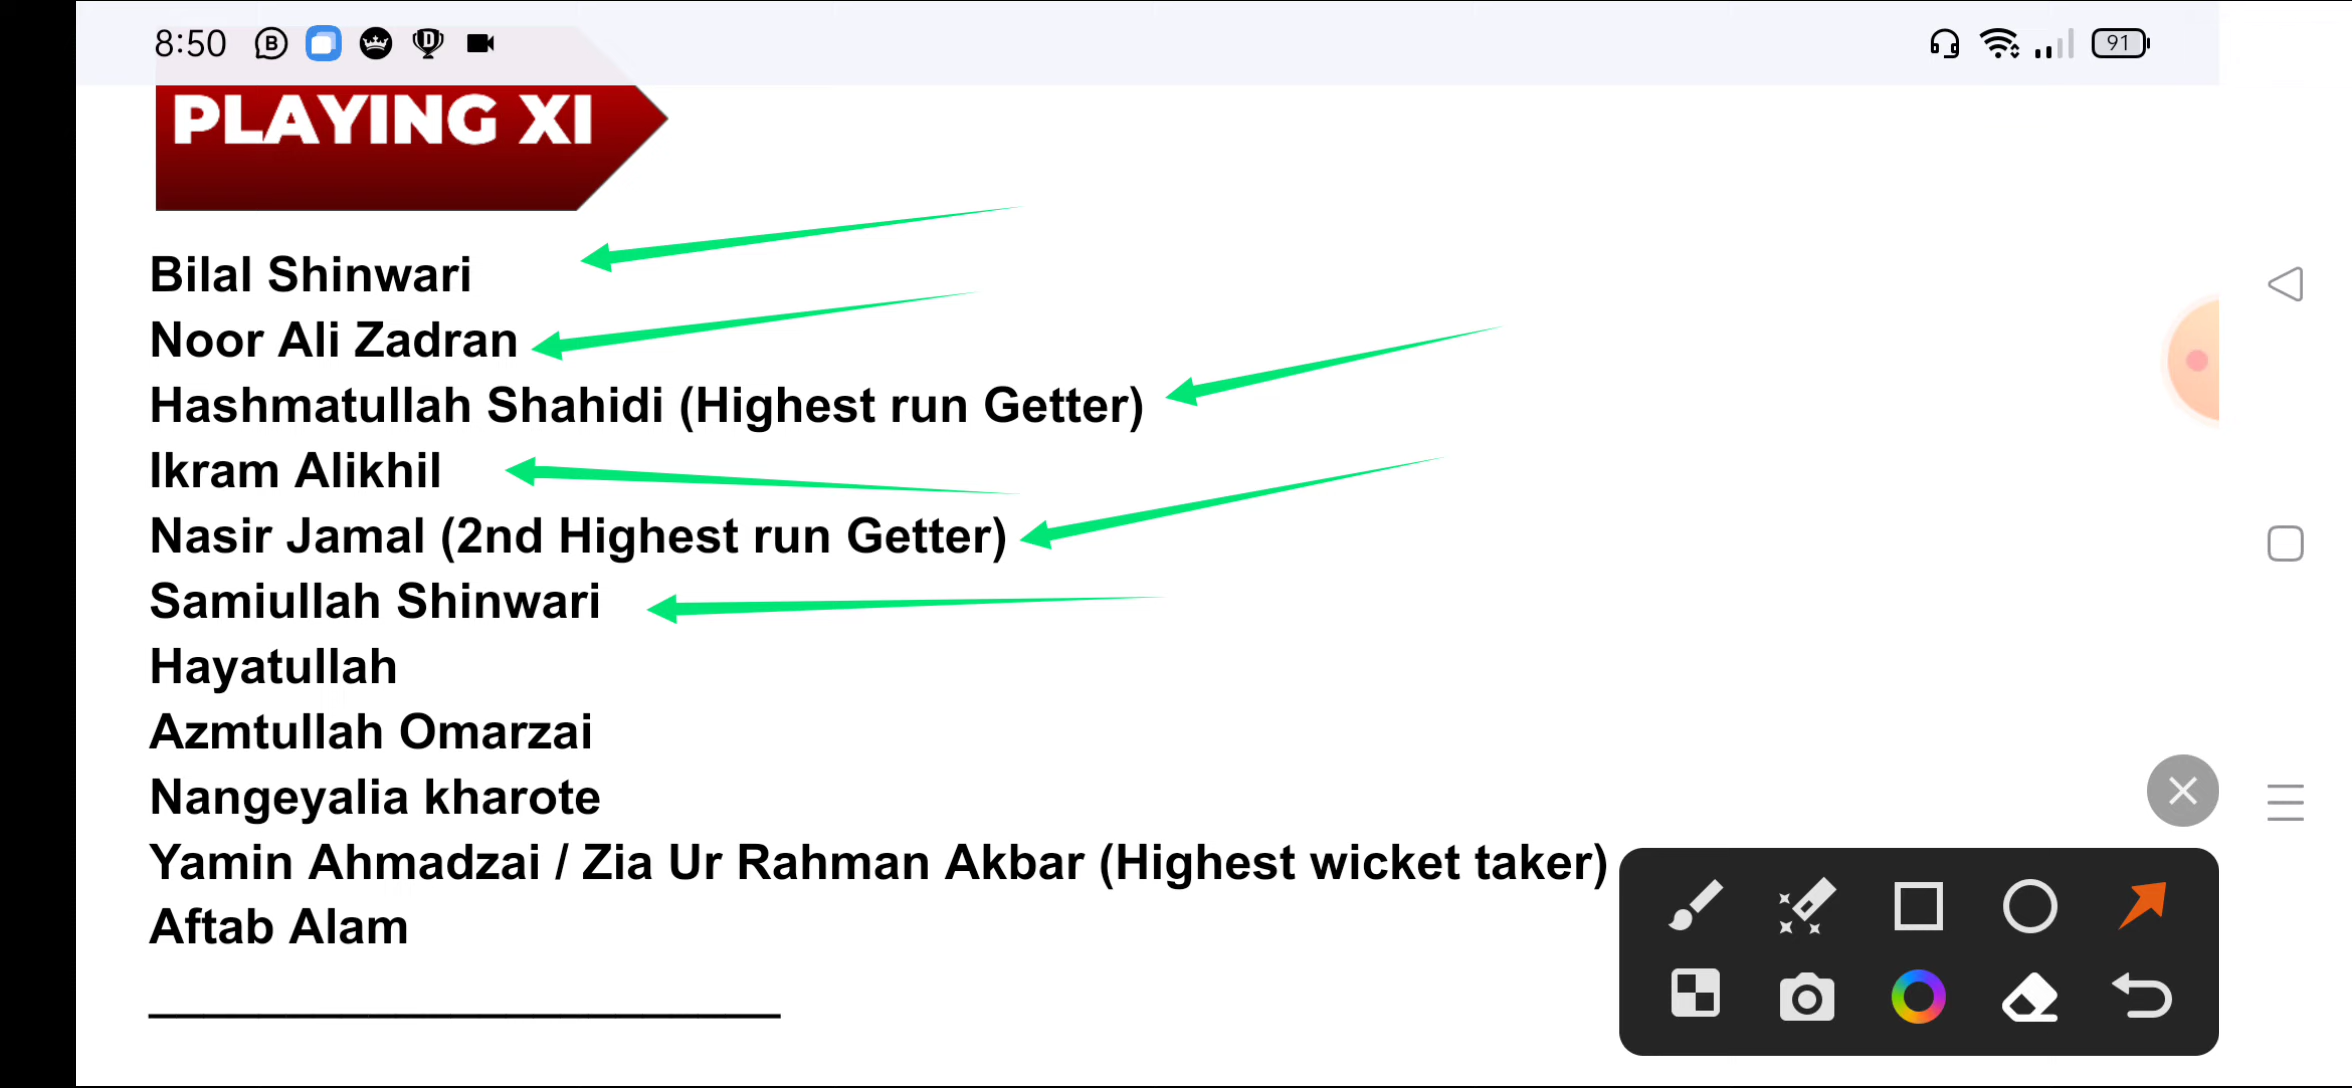 8:50
91
PLAYING XI
Bilal Shinwari
Noor Ali Zadran
Hashmatullah Shahidi (Highest run Getter)
Ikram Alikhil
Nasir Jamal (2nd Highest run Getter)
Samiullah Shinwari
Hayatullah
Azmtullah Omarzai
Nangeyalia kharote
Yamin Ahmadzai / Zia Ur Rahman Akbar (Highest wicket taker)
Aftab Alam